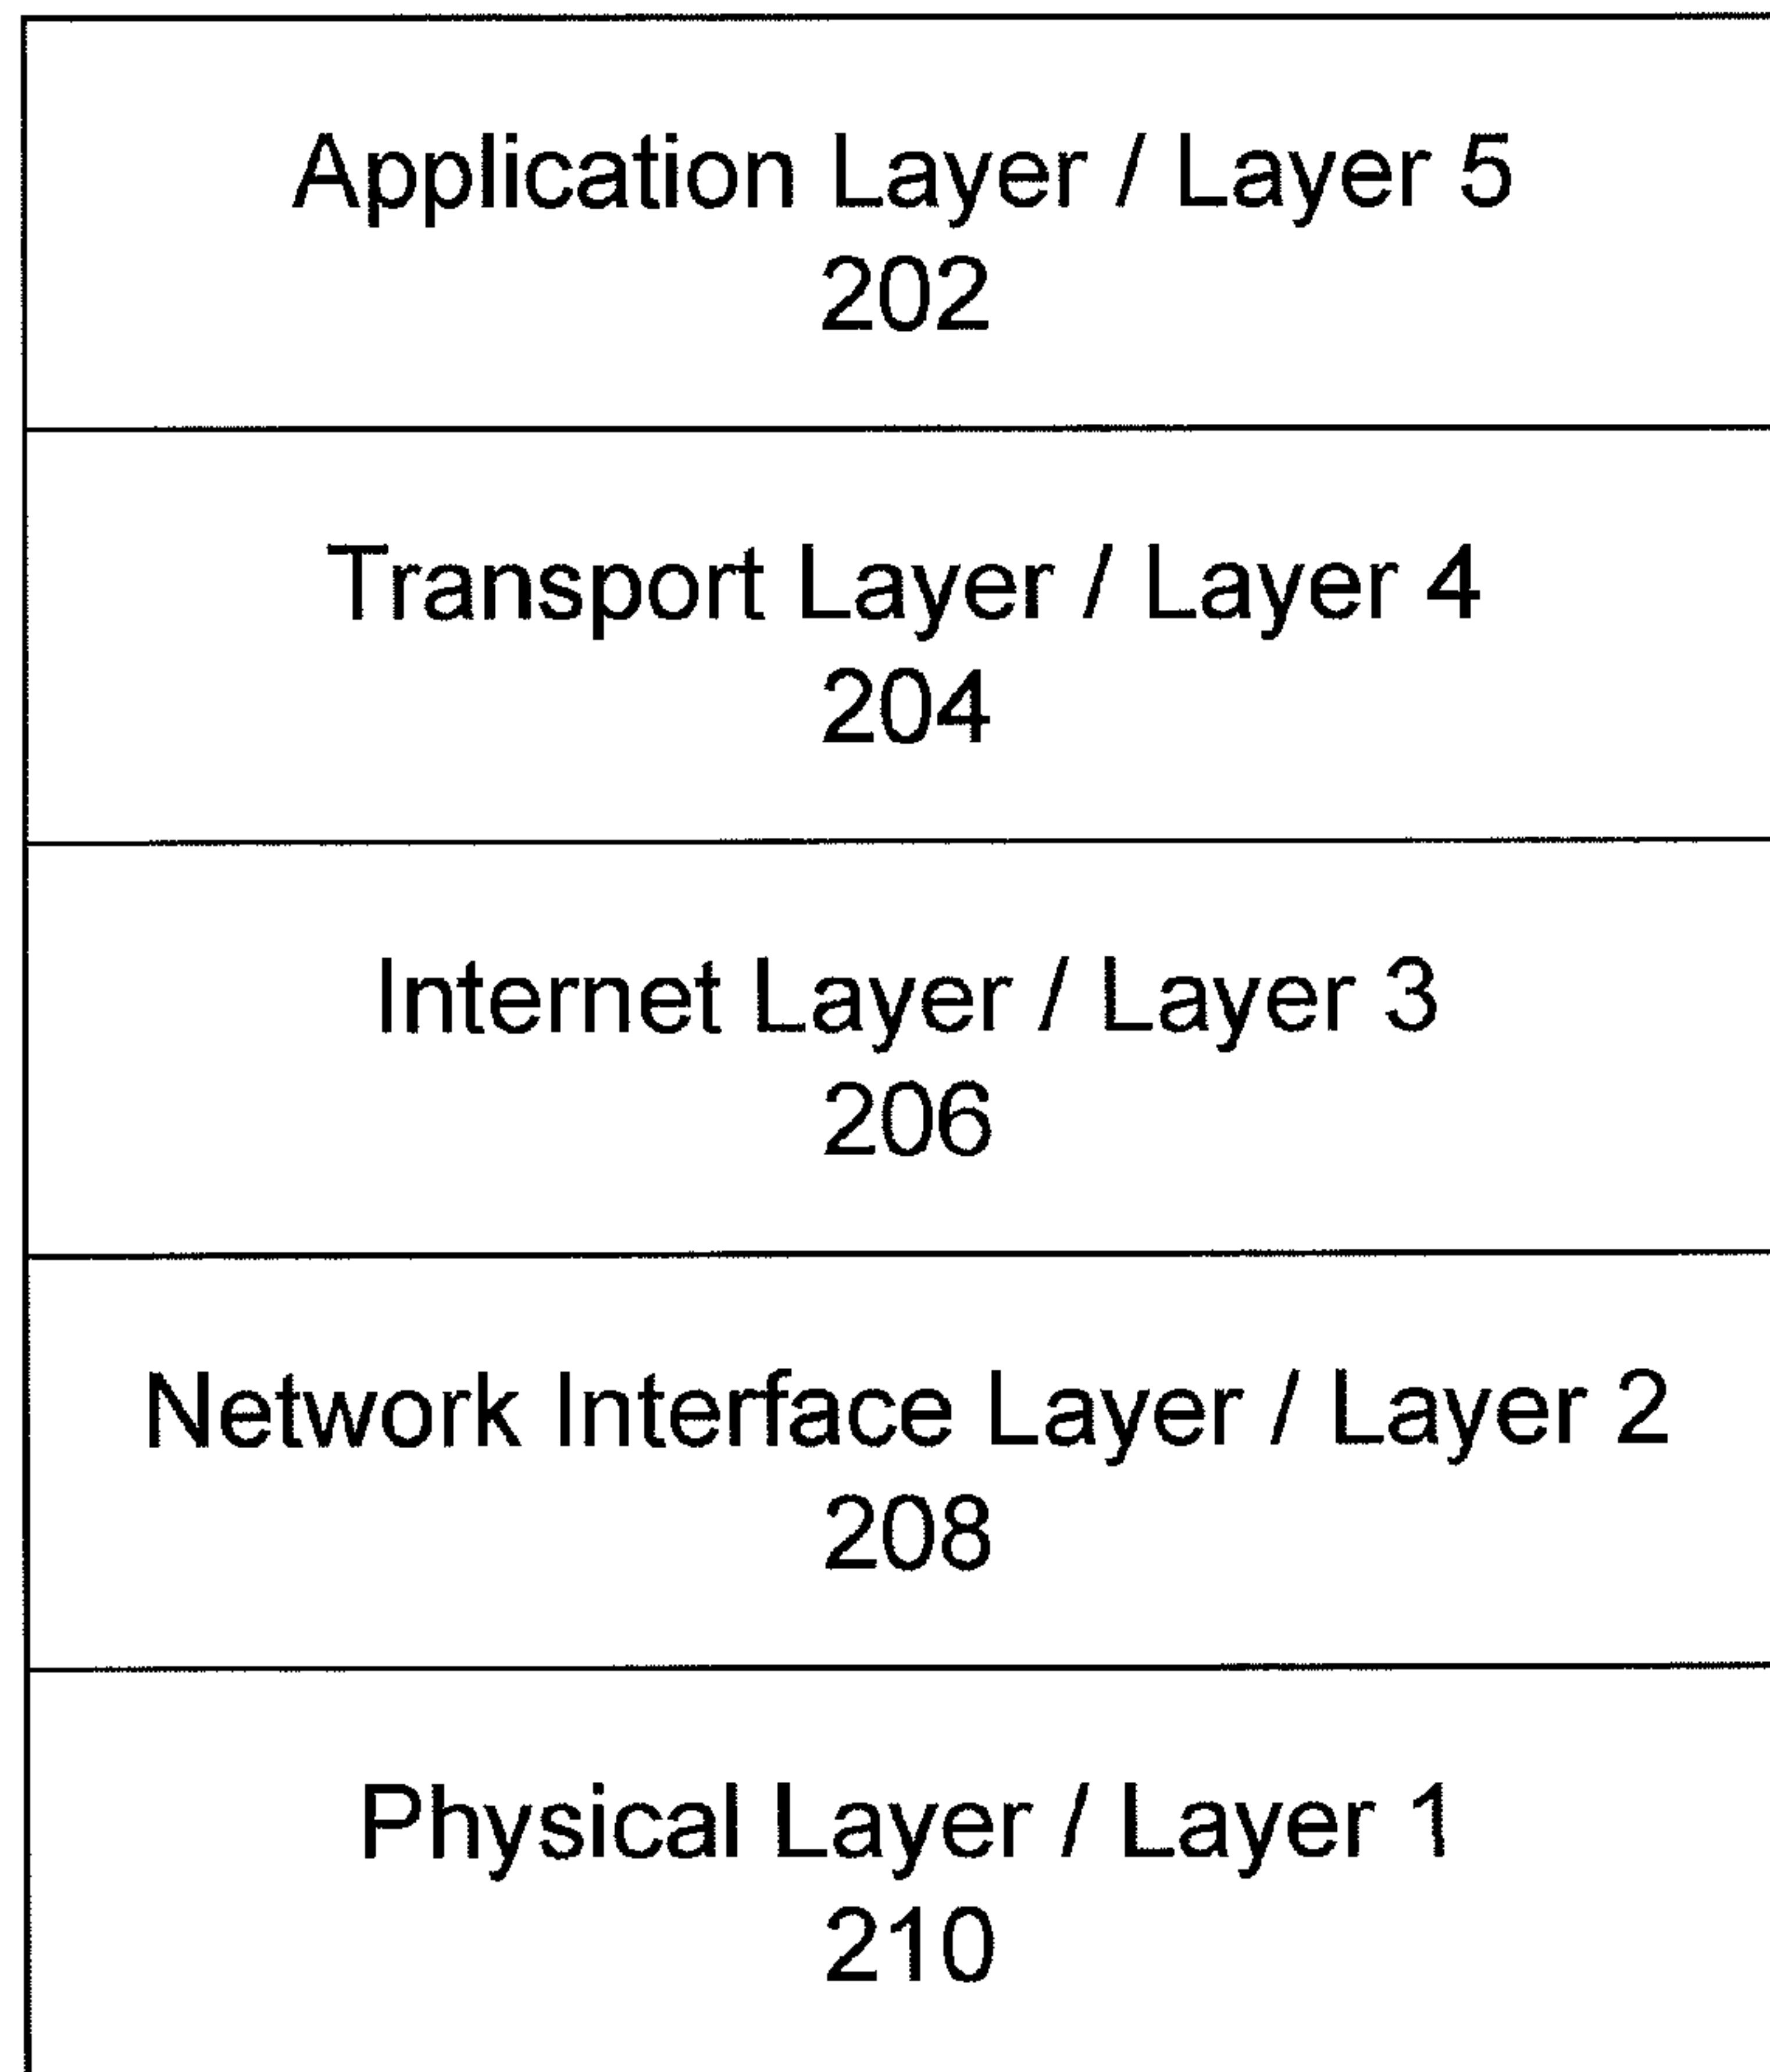 Application Layer / Layer 5
202
Transport Layer / Layer 4
204
Internet Layer / Layer 3
206
Network Interface Layer / Layer 2
208
Physical Layer / Layer 1
210